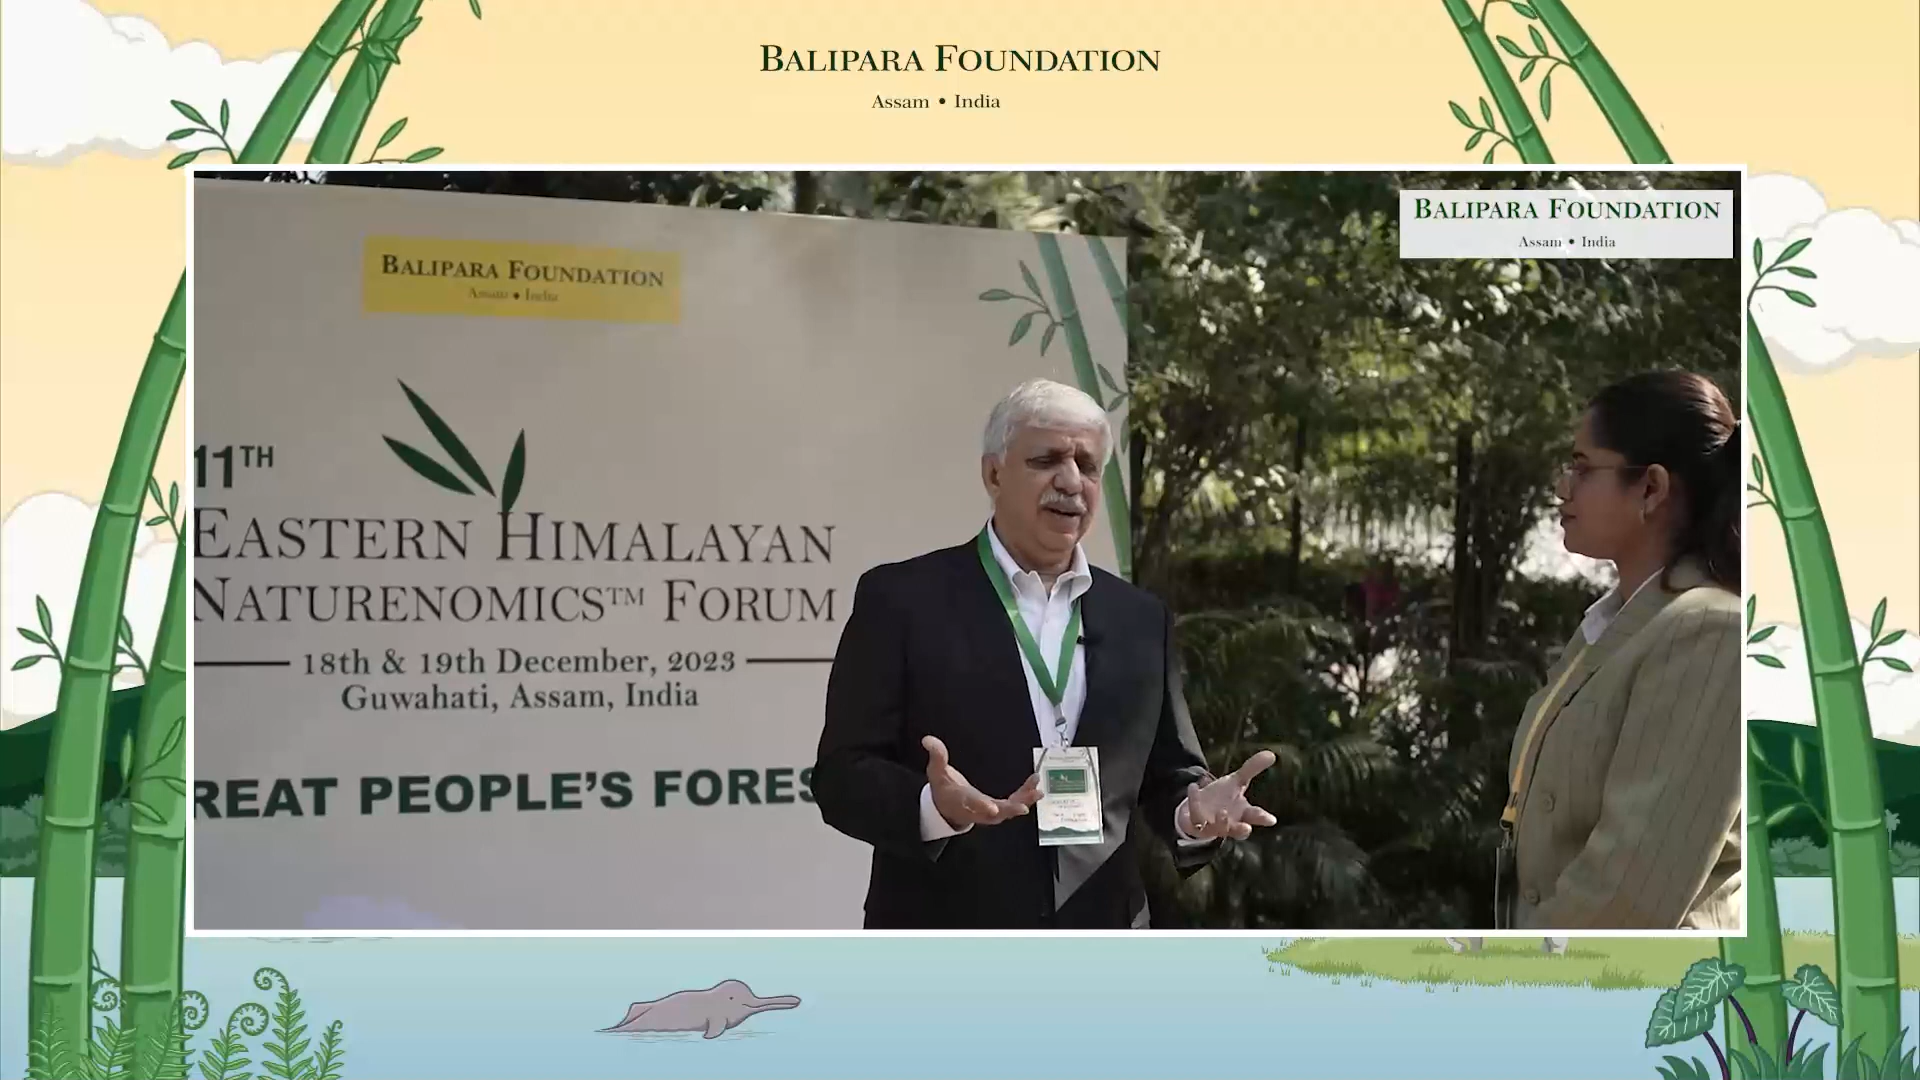 BALIPARA FOUNDATION
Assam • India
BALIPARA FOUNDATION
Assam • India
BALIPARA FOUNDATION
Assam ♦ India
11TH
EASTERN HIMALAYAN
NATURENOMICS™ FORUM
18th & 19th December, 2023
Guwahati, Assam, India
REAT PEOPLE'S FORES